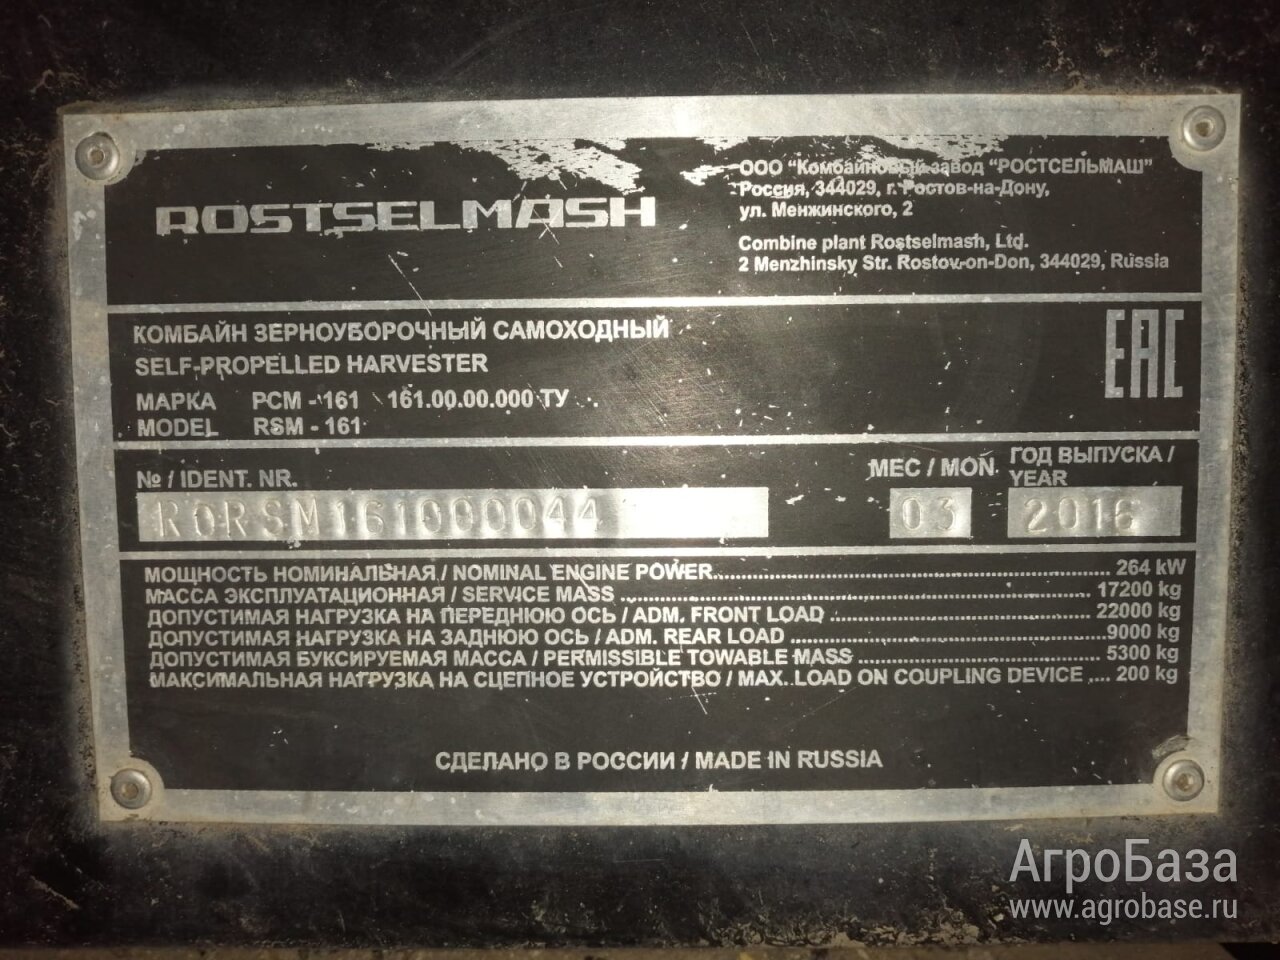 ROSTSELMASH
ООО "Комбайновый завод "РОСТСЕЛЬМАШ"
Россия, 344029, г. Ростов-на-Дону,
ул. Менжинского, 2
Combine plant Rostselmash, Ltd.
2 Menzhinsky Str. Rostov-on-Don, 344029, Russia
КОМБАЙН ЗЕРНОУБОРОЧНЫЙ САМОХОДНЫЙ
SELF-PROPELLED HARVESTER
EAC
МАРКА РСМ - 161 161.00.00.000 ТУ
MODEL RSM - 161
№ / IDENT. NR.
МЕС / MON.
ГОД ВЫПУСКА /
YEAR
R0RSM161000044
03
2016
МОЩНОСТЬ НОМИНАЛЬНАЯ / NOMINAL ENGINE POWER 264 kW
МАССА ЭКСПЛУАТАЦИОННАЯ / SERVICE MASS 17200 kg
ДОПУСТИМАЯ НАГРУЗКА НА ПЕРЕДНЮЮ ОСЬ / ADM. FRONT LOAD 22000 kg
ДОПУСТИМАЯ НАГРУЗКА НА ЗАДНЮЮ ОСЬ / ADM. REAR LOAD 9000 kg
ДОПУСТИМАЯ БУКСИРУЕМАЯ МАССА / PERMISSIBLE TOWABLE MASS 5300 kg
МАКСИМАЛЬНАЯ НАГРУЗКА НА СЦЕПНОЕ УСТРОЙСТВО / MAX. LOAD ON COUPLING DEVICE 200 kg
СДЕЛАНО В РОССИИ / MADE IN RUSSIA
АгроБаза
www.agrobase.ru